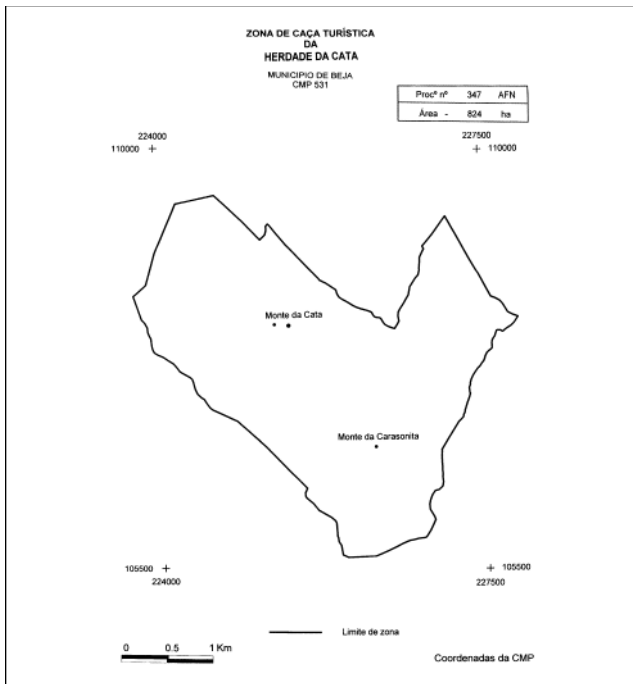 ZONA DE CAÇA TURÍSTICA
DA
HERDADE DA CATA
MUNICIPIO DE BEJA
CMP 531
Procº nº 347 AFN
Área - 824 ha
224000
110000
227500
110000
Monte da Cata
Monte da Carasonita
105500
224000
105500
227500
0 0.5 1 Km
Limite de zona
Coordenadas da CMP